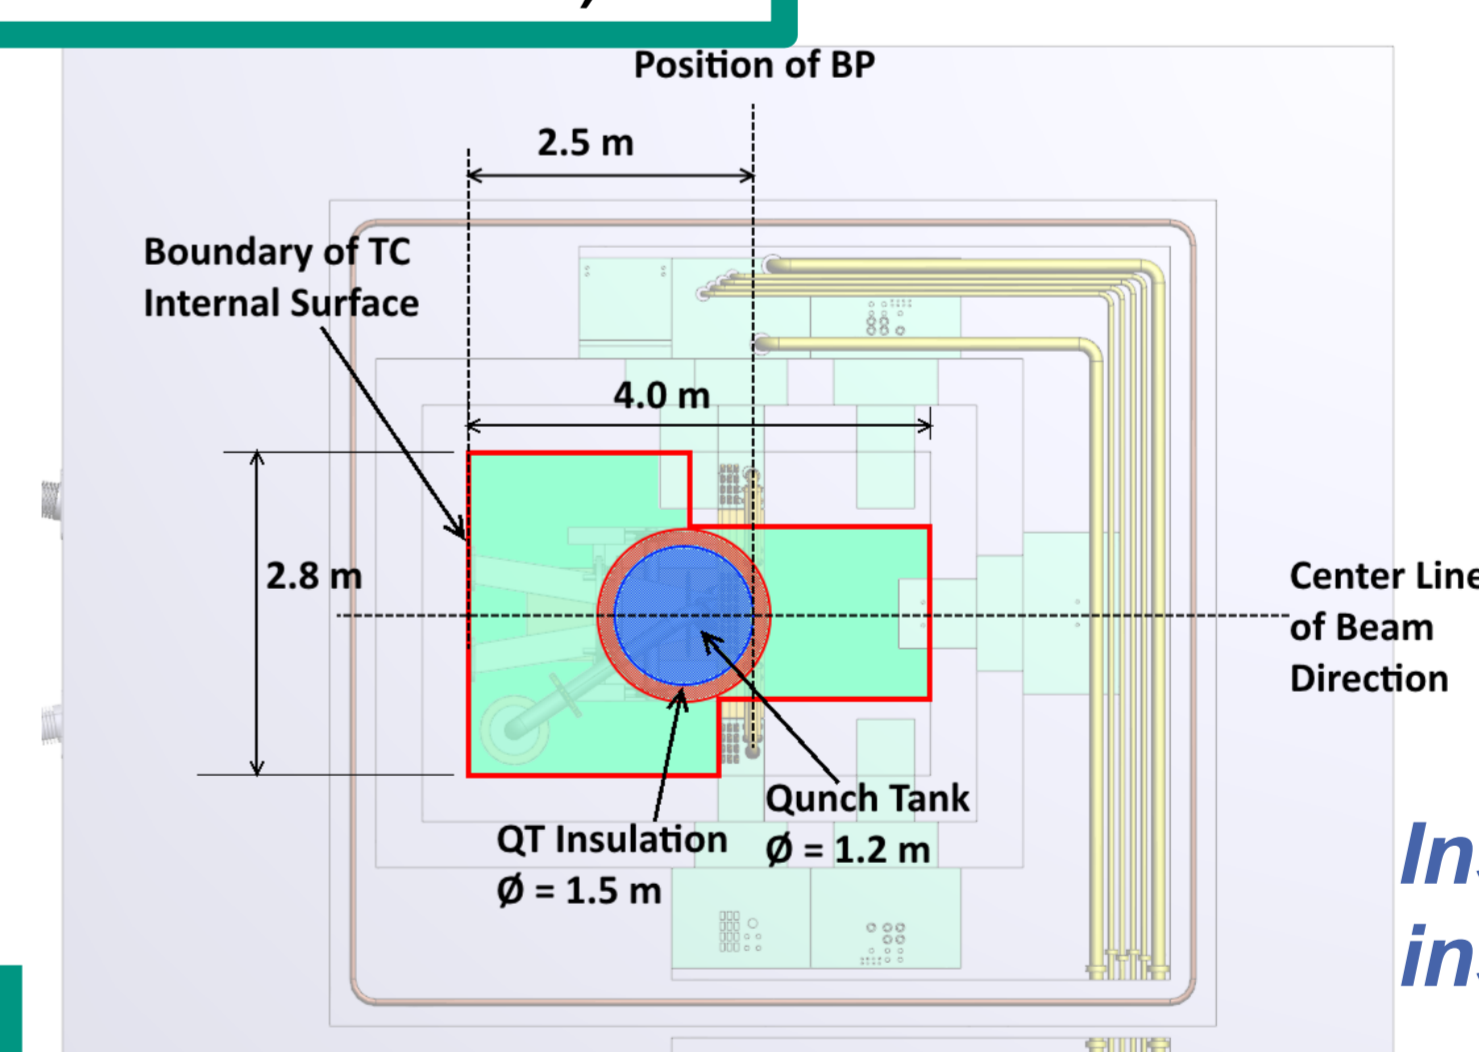 Position of BP
2.5 m
Boundary of TC
Internal Surface
4.0 m
2.8 m
Center Line
of Beam
Direction
Qunch Tank
Ø = 1.2 m
QT Insulation
Ø = 1.5 m